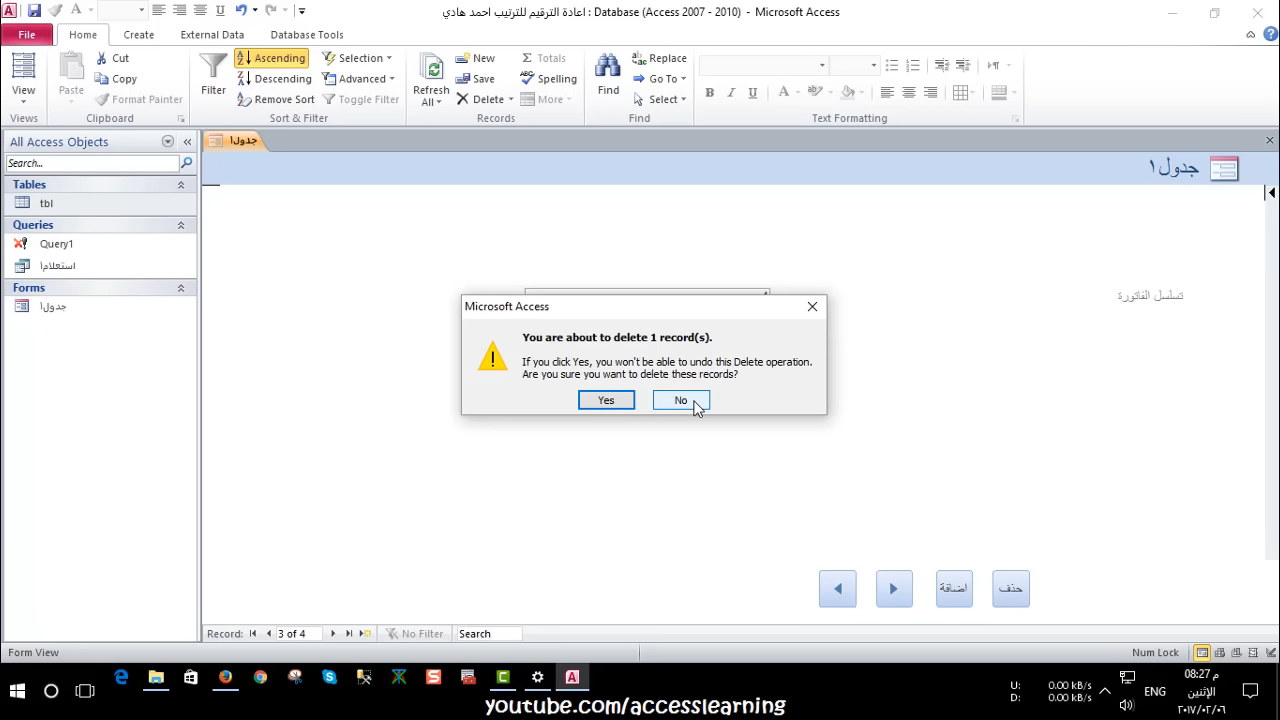 اعادة الترقيم للترتيب احمد هادي : Database (Access 2007 - 2010) - Microsoft Access
File
Home
Create
External Data
Database Tools
View
Views
Paste
Cut
Copy
Format Painter
Clipboard
Filter
Ascending
Descending
Remove Sort
Selection
Advanced
Toggle Filter
Sort & Filter
Refresh
All
New
Save
Delete
Totals
Spelling
More
Records
Find
Replace
Go To
Select
Find
B I U A
Text Formatting
All Access Objects
Search...
Tables
tbl
Queries
Query1
استعلام١
Forms
جدول١
جدول١
جدول١
تسلسل الفاتورة
Microsoft Access
You are about to delete 1 record(s).
If you click Yes, you won't be able to undo this Delete operation.
Are you sure you want to delete these records?
Yes
No
اضافة
حذف
Record: 3 of 4 No Filter Search
Form View
Num Lock
U: 0.00 kB/s
D: 0.00 kB/s
ENG
08:27 م
الإثنين
٢٠١٧/٠٢/٠٦
youtube.com/accesslearning